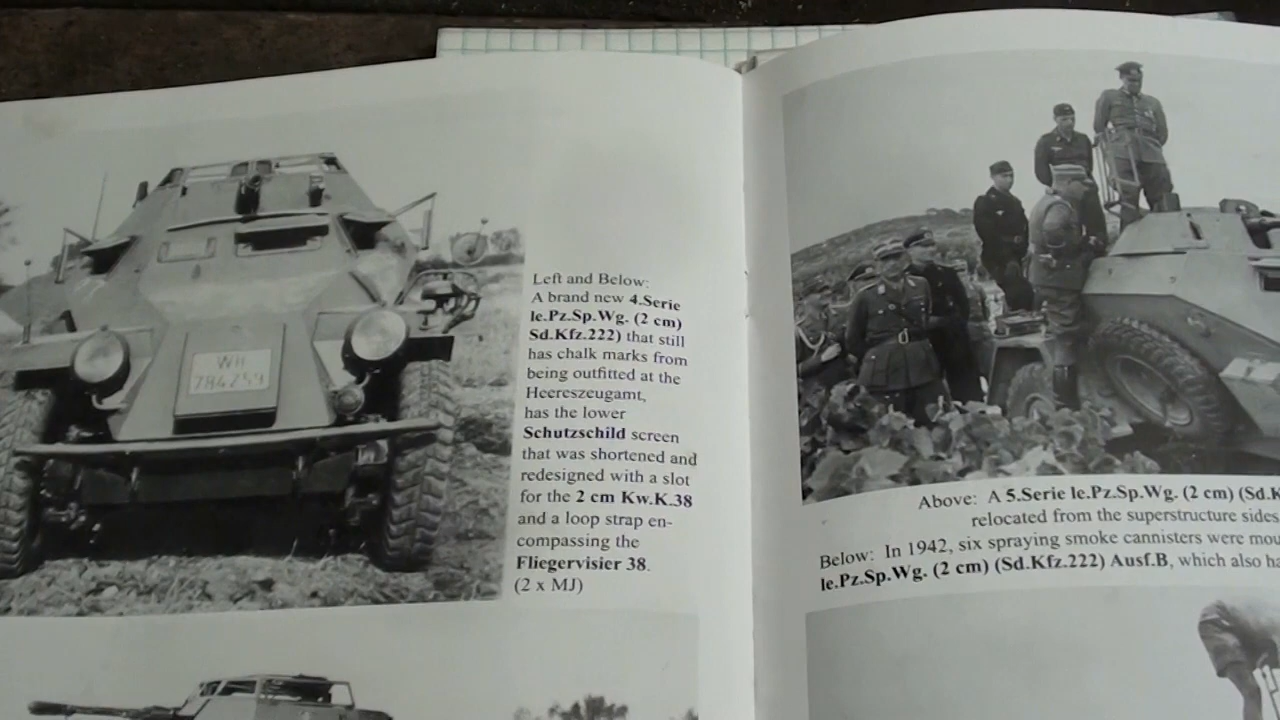 WH
784259
Left and Below:
A brand new 4.Serie
le.Pz.Sp.Wg. (2 cm)
Sd.Kfz.222) that still
has chalk marks from
being outfitted at the
Heereszeugamt,
has the lower
Schutzschild screen
that was shortened and
redesigned with a slot
for the 2 cm Kw.K.38
and a loop strap en-
compassing the
Fliegervisier 38.
(2 x MJ)
Above: A 5.Serie le.Pz.Sp.Wg. (2 cm) (Sd.K
relocated from the superstructure sides
Below: In 1942, six spraying smoke cannisters were mou
le.Pz.Sp.Wg. (2 cm) (Sd.Kfz.222) Ausf.B, which also ha